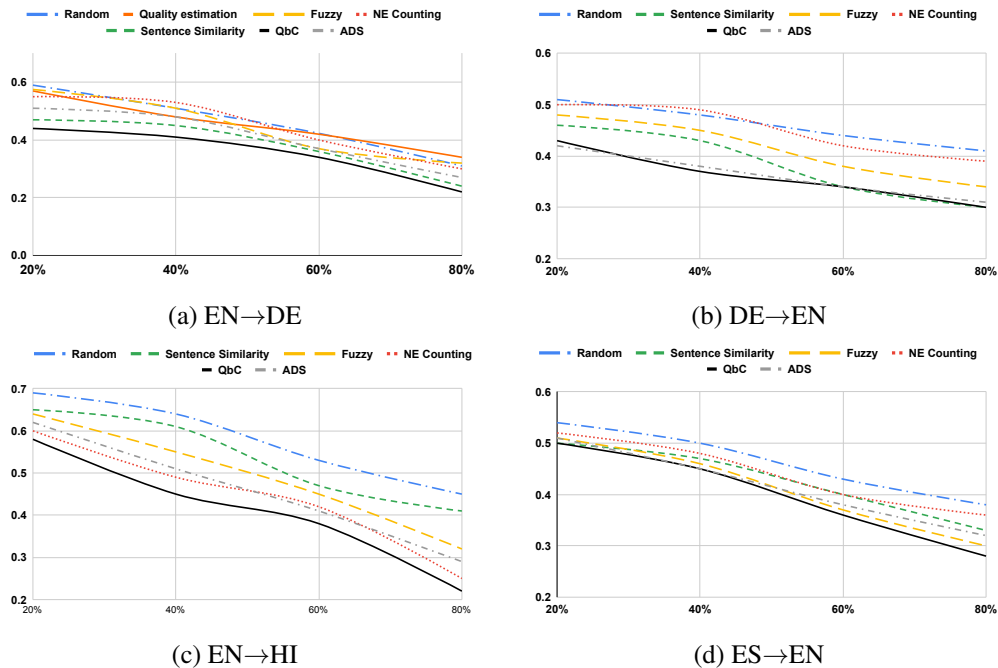 Random Quality estimation Fuzzy NE Counting
Sentence Similarity QbC ADS
0.6
0.4
0.2
0.0
20% 40% 60% 80%
(a) EN→DE
Random Sentence Similarity Fuzzy NE Counting
QbC ADS
0.6
0.5
0.4
0.3
0.2
20% 40% 60% 80%
(b) DE→EN
Random Sentence Similarity Fuzzy NE Counting
QbC ADS
0.7
0.6
0.5
0.4
0.3
0.2
20% 40% 60% 80%
(c) EN→HI
Random Sentence Similarity Fuzzy NE Counting
QbC ADS
0.6
0.5
0.4
0.3
0.2
20% 40% 60% 80%
(d) ES→EN